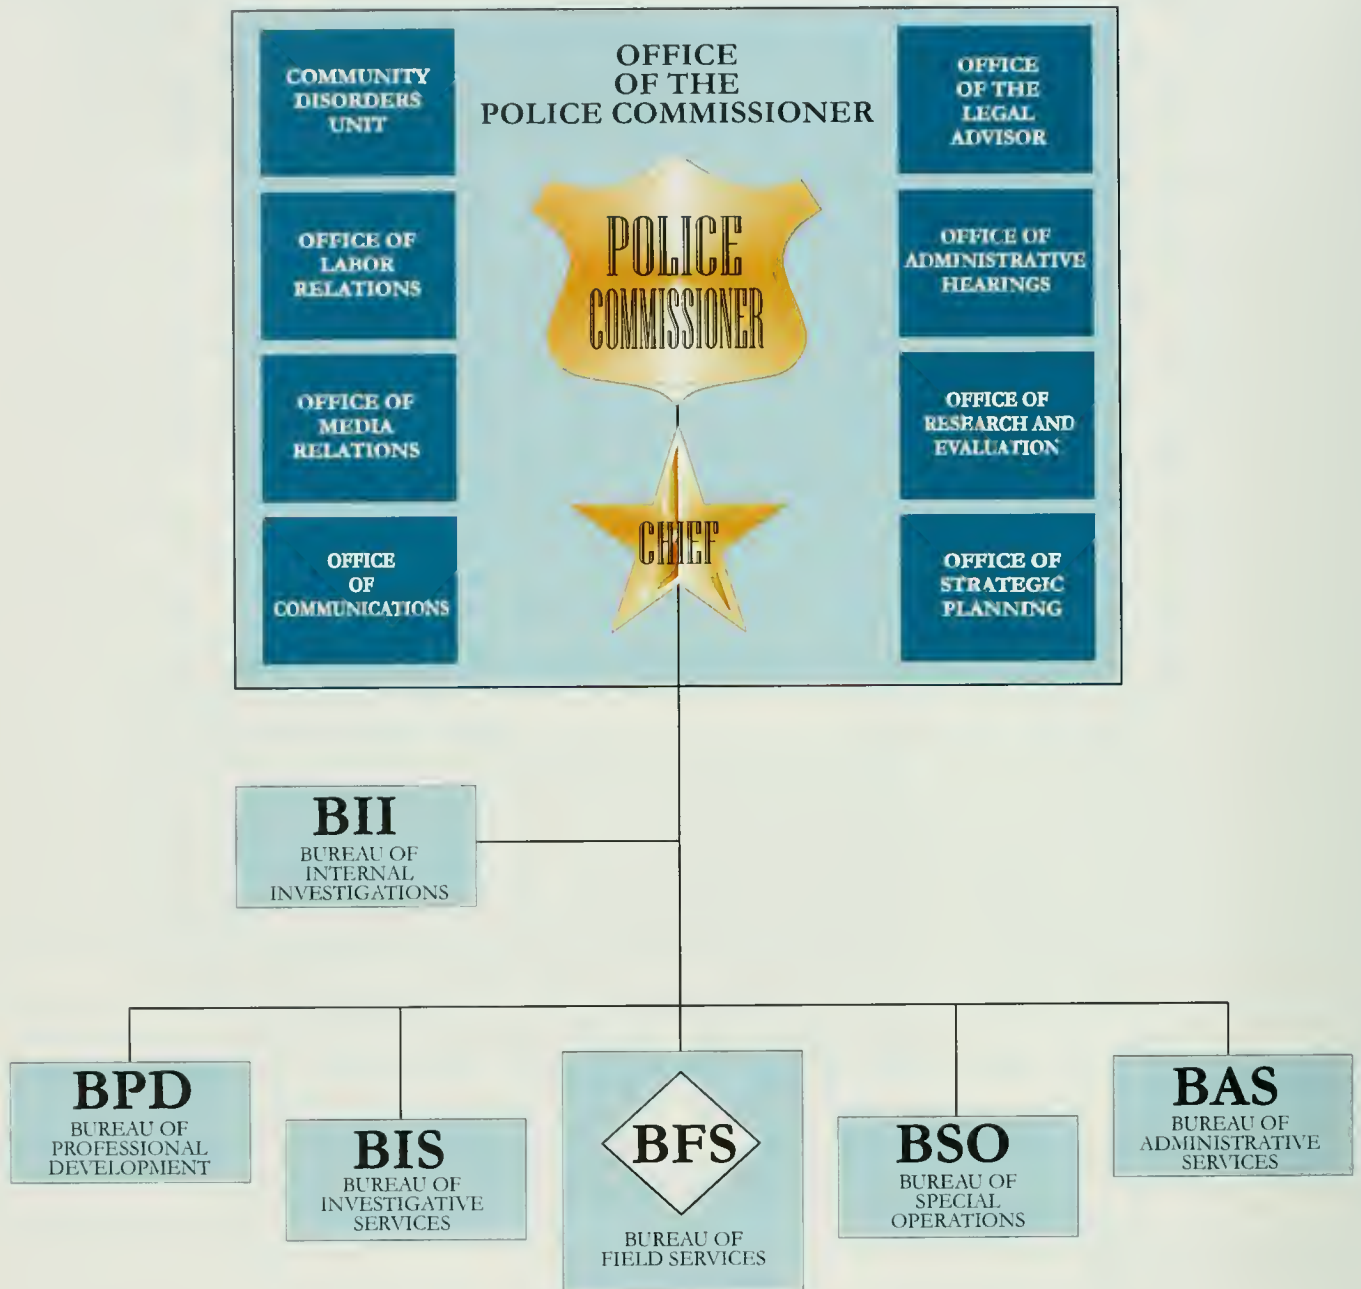 OFFICE
OF THE
POLICE COMMISSIONER
COMMUNITY
DISORDERS
UNIT
OFFICE OF
LABOR
RELATIONS
OFFICE OF
MEDIA
RELATIONS
OFFICE
OF
COMMUNICATIONS
POLICE
COMMISSIONER
CHIEF
OFFICE
OF THE
LEGAL
ADVISOR
OFFICE OF
ADMINISTRATIVE
HEARINGS
OFFICE OF
RESEARCH AND
EVALUATION
OFFICE OF
STRATEGIC
PLANNING
BII
BUREAU OF
INTERNAL
INVESTIGATIONS
BPD
BUREAU OF
PROFESSIONAL
DEVELOPMENT
BIS
BUREAU OF
INVESTIGATIVE
SERVICES
BFS
BUREAU OF
FIELD SERVICES
BSO
BUREAU OF
SPECIAL
OPERATIONS
BAS
BUREAU OF
ADMINISTRATIVE
SERVICES